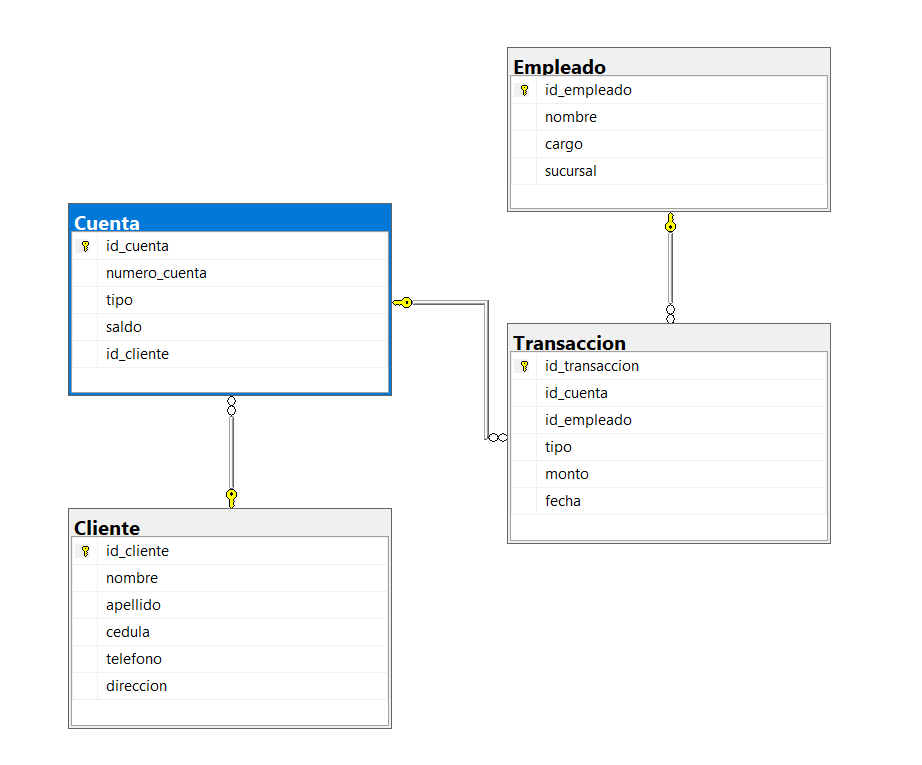 Empleado
id_empleado
nombre
cargo
sucursal
Cuenta
id_cuenta
numero_cuenta
tipo
saldo
id_cliente
Transaccion
id_transaccion
id_cuenta
id_empleado
tipo
monto
fecha
Cliente
id_cliente
nombre
apellido
cedula
telefono
direccion